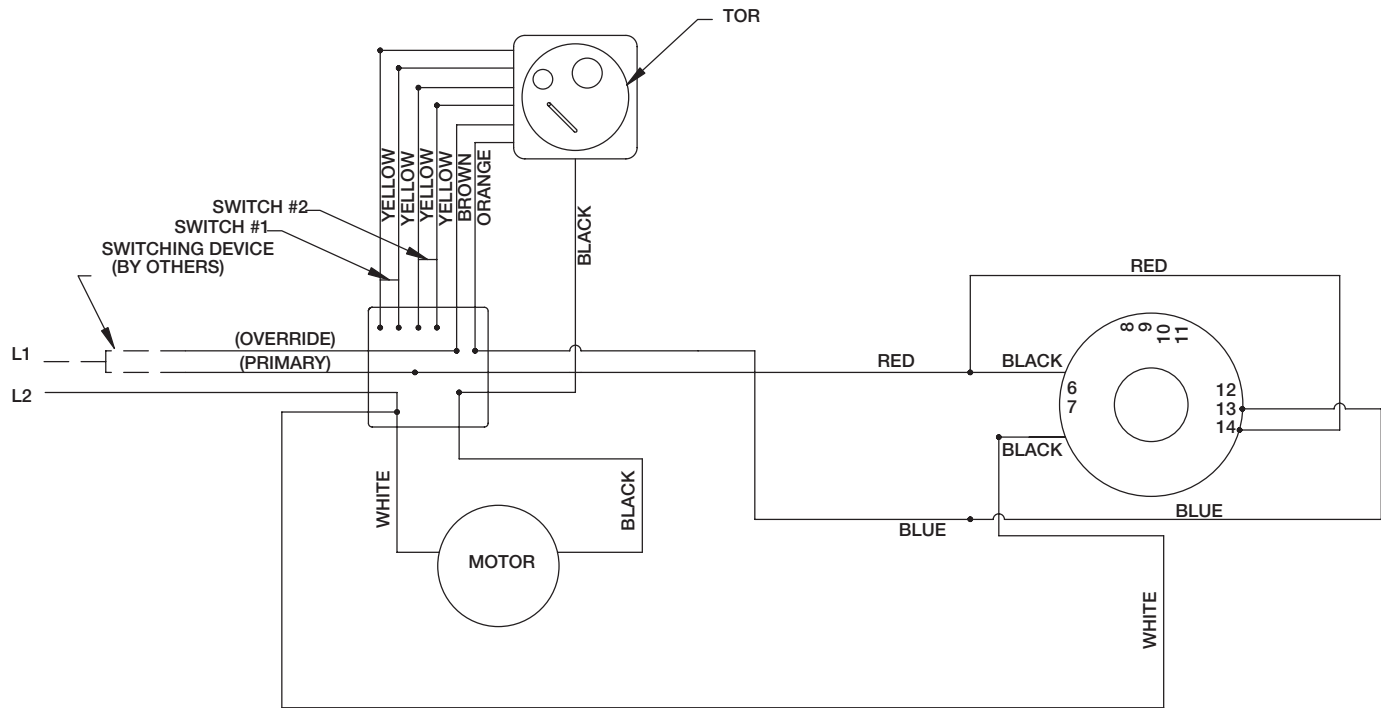 TOR
YELLOW
YELLOW
YELLOW
YELLOW
BROWN
ORANGE
BLACK
SWITCH #2
SWITCH #1
SWITCHING DEVICE
(BY OTHERS)
RED
8
9
10
11
(OVERRIDE)
L1
(PRIMARY)
RED
BLACK
6
7
12
13
14
L2
BLACK
WHITE
BLACK
BLUE
BLUE
MOTOR
WHITE